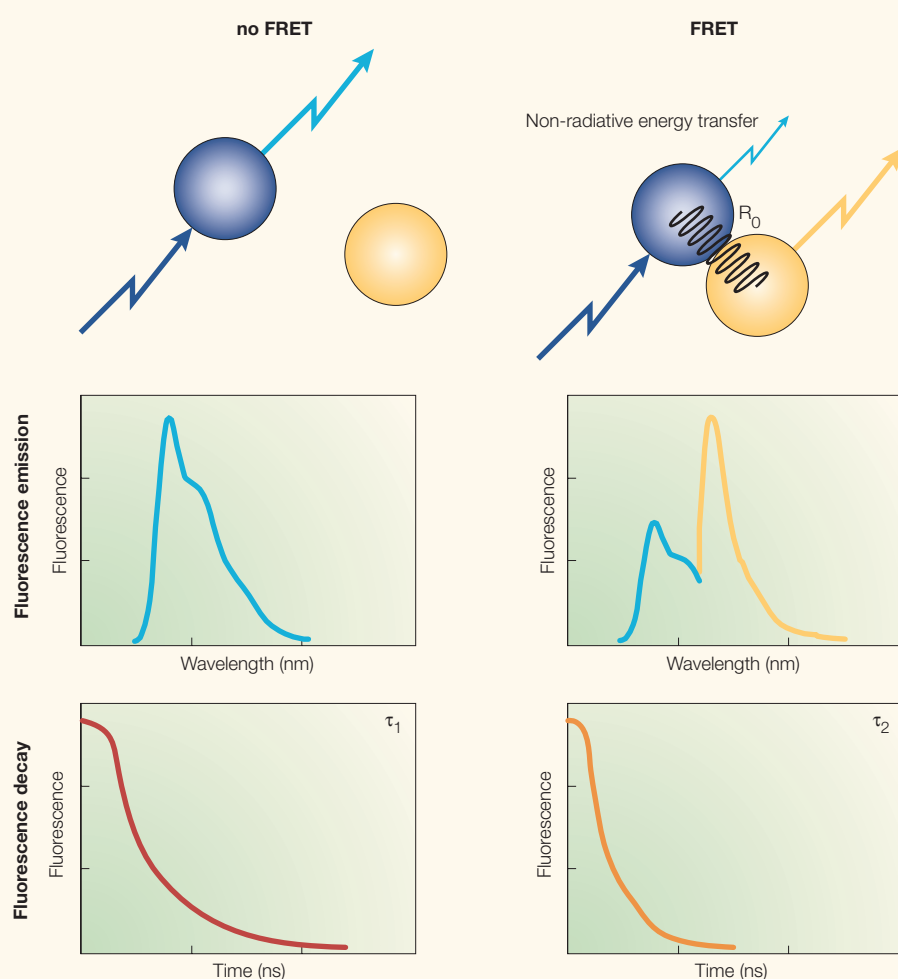 no FRET
FRET
Non-radiative energy transfer
R0
Fluorescence emission
Fluorescence
Wavelength (nm)
Fluorescence
Wavelength (nm)
Fluorescence decay
Fluorescence
τ1
Time (ns)
Fluorescence
τ2
Time (ns)